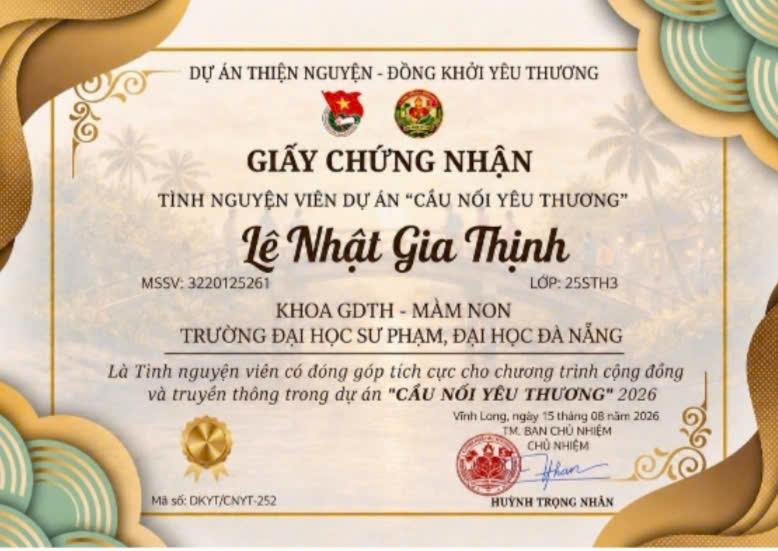 DỰ ÁN THIỆN NGUYỆN - ĐỒNG KHỞI YÊU THƯƠNG
GIẤY CHỨNG NHẬN
TÌNH NGUYỆN VIÊN DỰ ÁN “CẦU NỐI YÊU THƯƠNG”
Lê Nhật Gia Thịnh
MSSV: 3220125261 LỚP: 25STH3
KHOA GDTH - MẦM NON
TRƯỜNG ĐẠI HỌC SƯ PHẠM, ĐẠI HỌC ĐÀ NẴNG
Là Tình nguyện viên có đóng góp tích cực cho chương trình cộng đồng
và truyền thông trong dự án "CẦU NỐI YÊU THƯƠNG" 2026
Vĩnh Long, ngày 15 tháng 08 năm 2026
TM. BAN CHỦ NHIỆM
CHỦ NHIỆM
Mã số: DKYT/CNYT-252
HUỲNH TRỌNG NHÂN